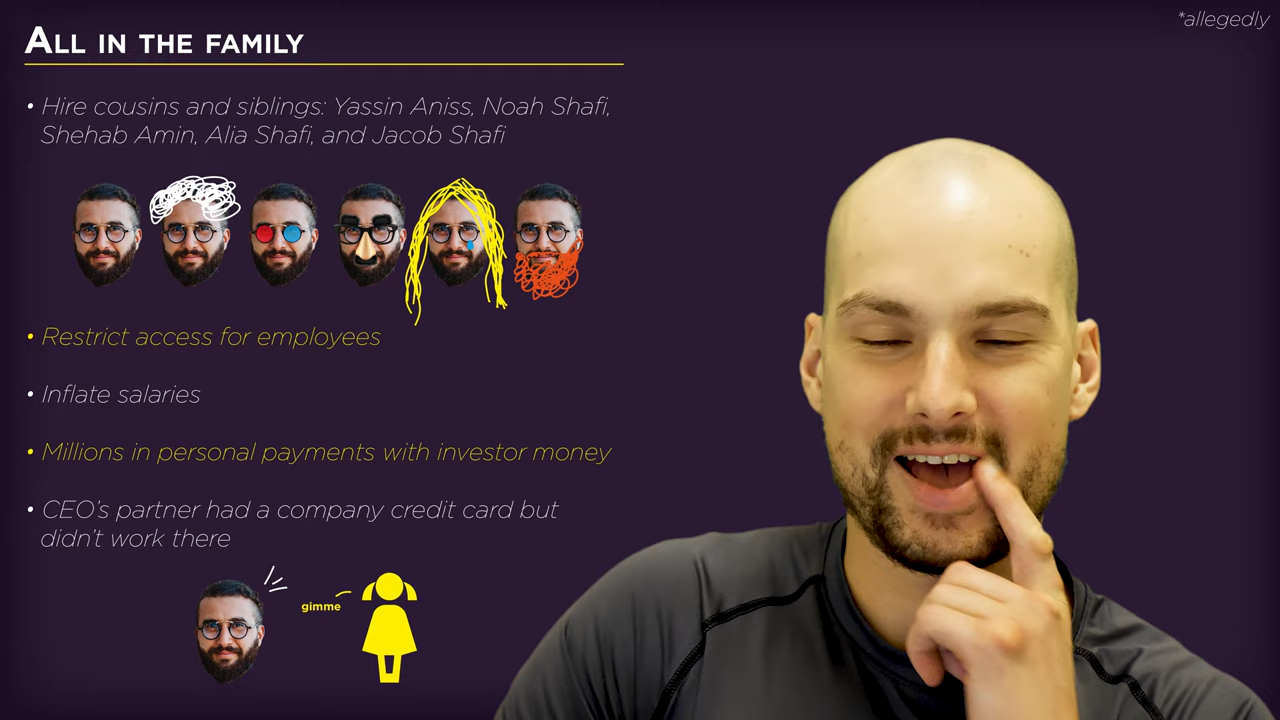 *allegedly
ALL IN THE FAMILY
• Hire cousins and siblings: Yassin Aniss, Noah Shafi,
Shehab Amin, Alia Shafi, and Jacob Shafi
• Restrict access for employees
• Inflate salaries
• Millions in personal payments with investor money
• CEO's partner had a company credit card but
didn't work there
gimme